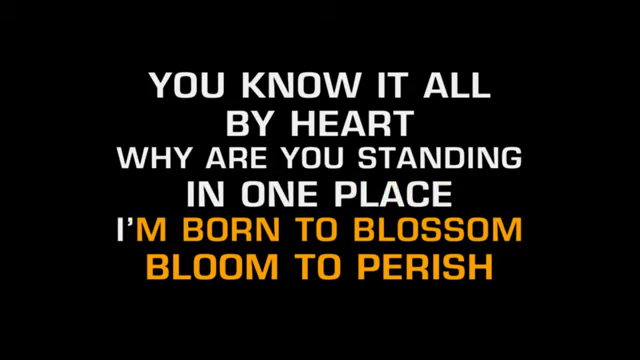 YOU KNOW IT ALL
BY HEART
WHY ARE YOU STANDING
IN ONE PLACE
I'M BORN TO BLOSSOM
BLOOM TO PERISH